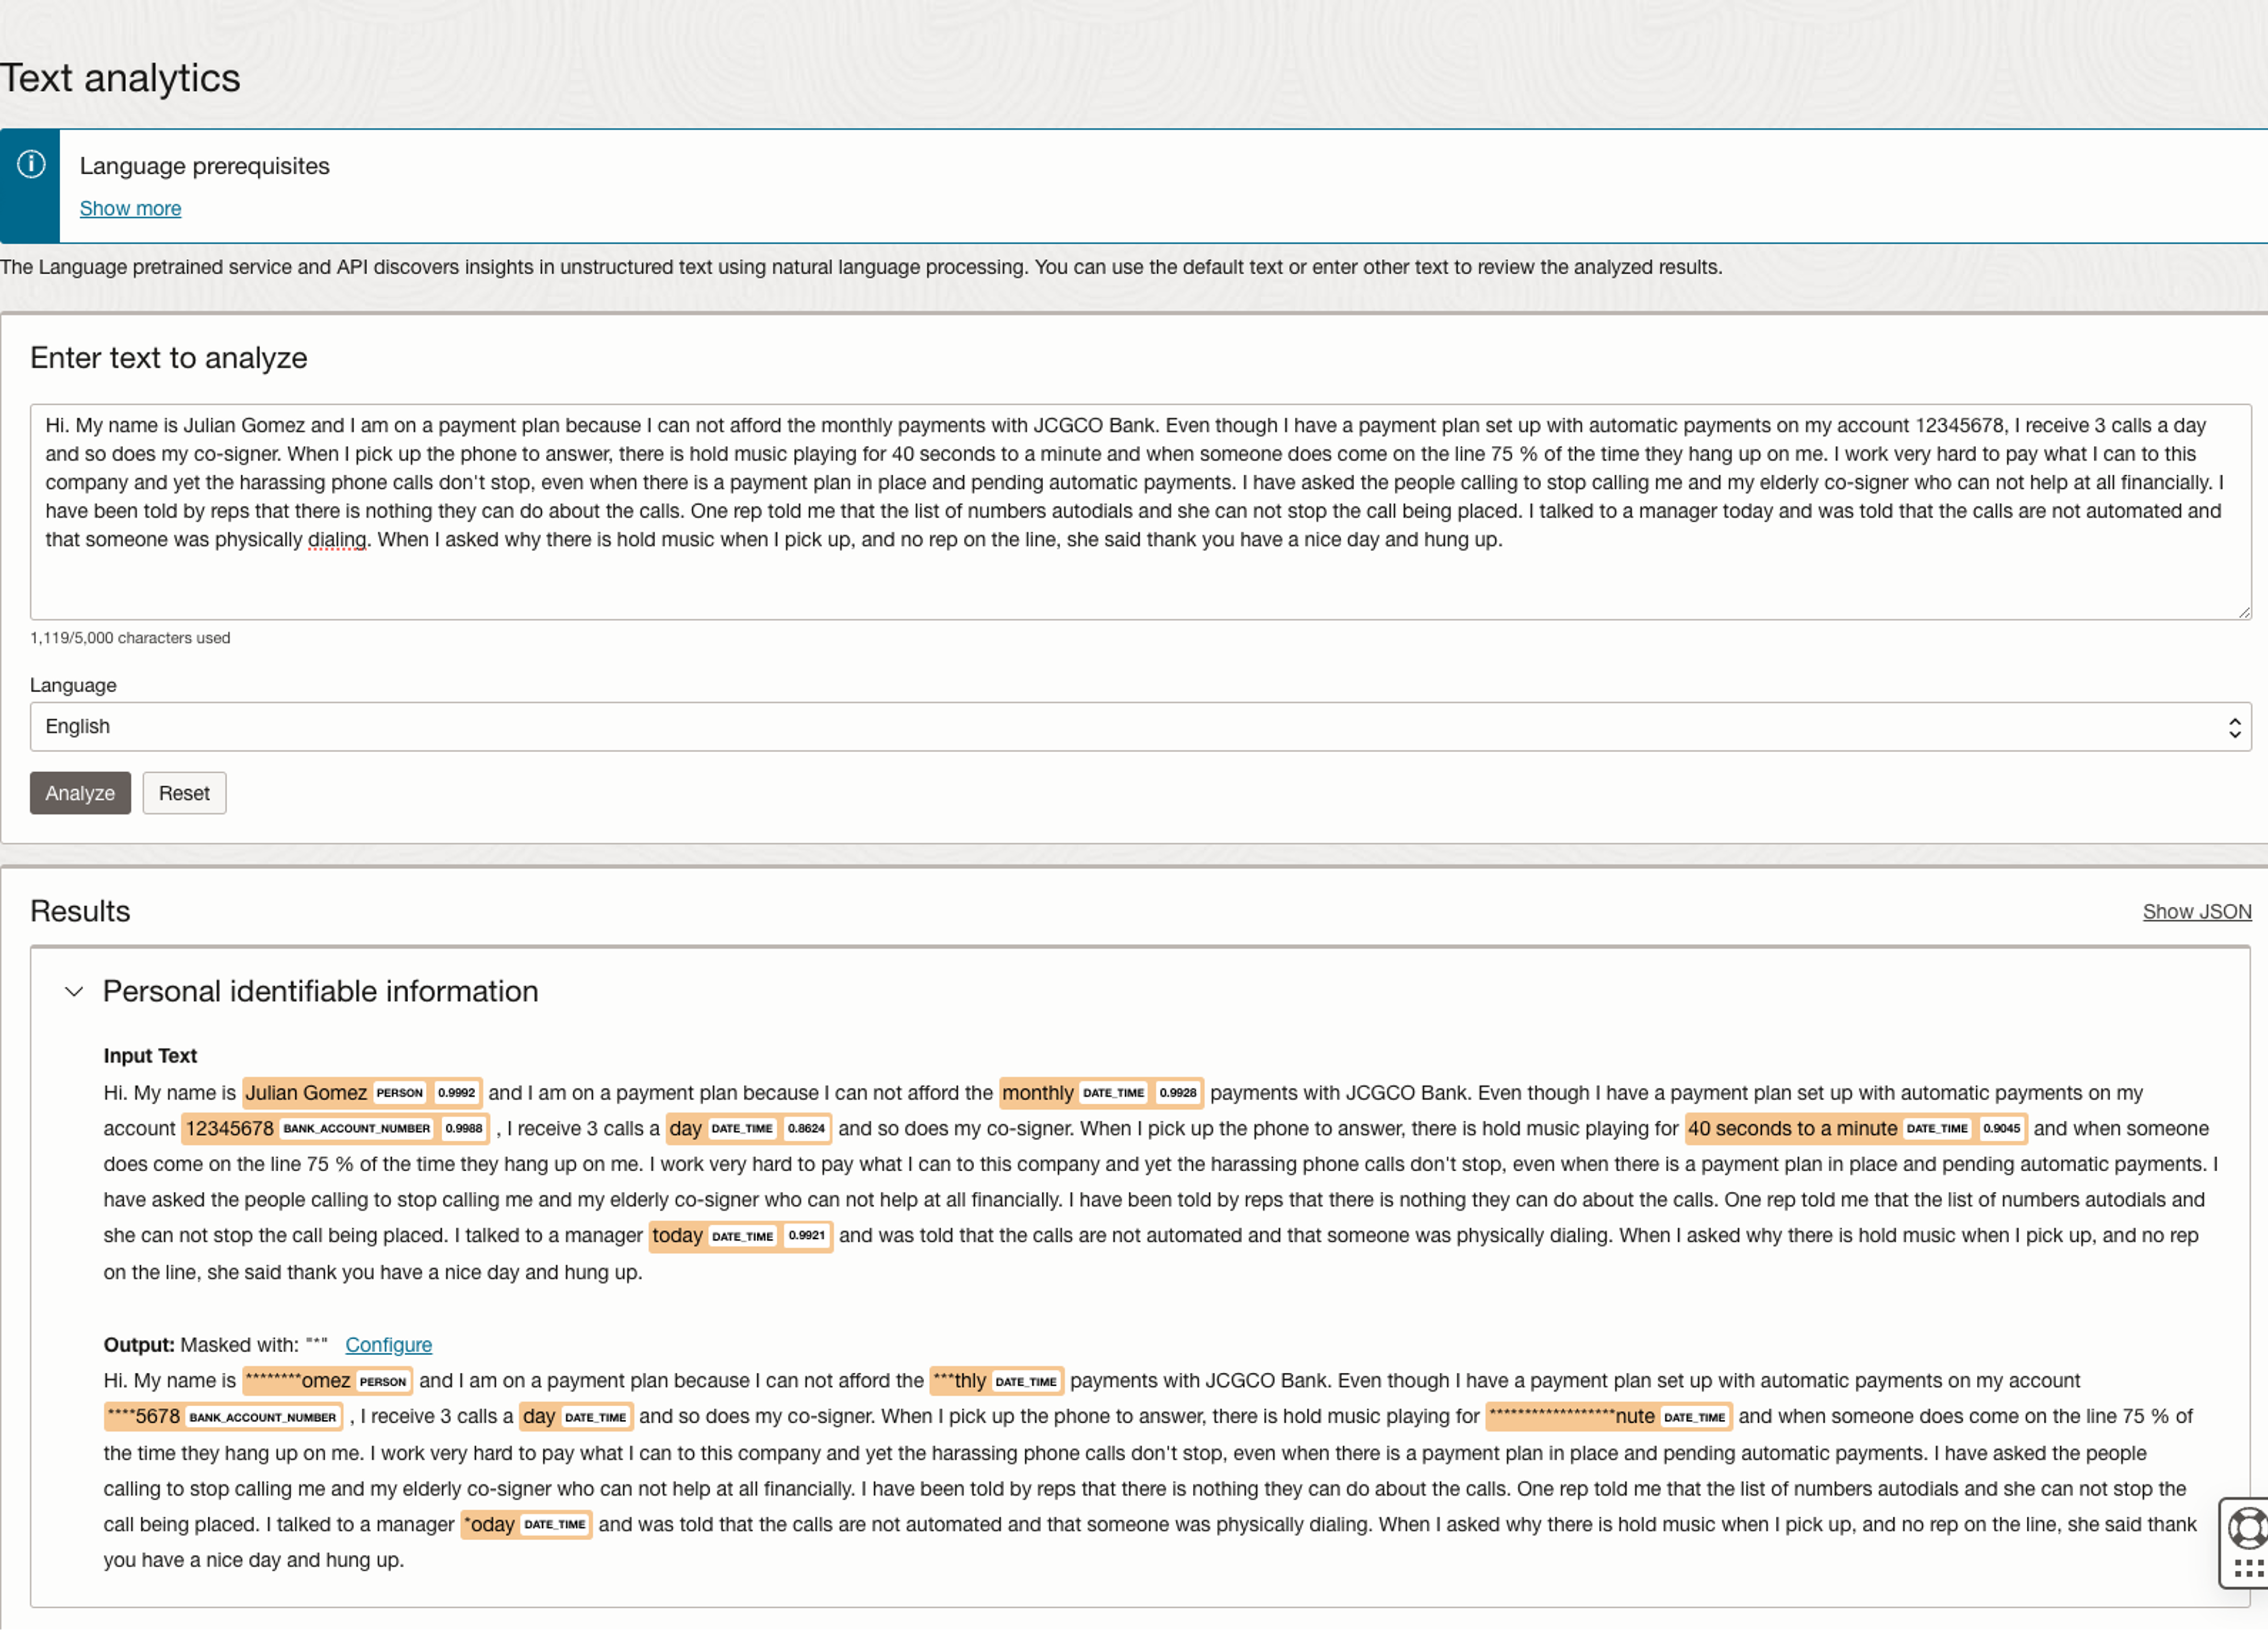 Text analytics
Language prerequisites
Show more
The Language pretrained service and API discovers insights in unstructured text using natural language processing. You can use the default text or enter other text to review the analyzed results.
Enter text to analyze
Hi. My name is Julian Gomez and I am on a payment plan because I can not afford the monthly payments with JCGCO Bank. Even though I have a payment plan set up with automatic payments on my account 12345678, I receive 3 calls a day
and so does my co-signer. When I pick up the phone to answer, there is hold music playing for 40 seconds to a minute and when someone does come on the line 75 % of the time they hang up on me. I work very hard to pay what I can to this
company and yet the harassing phone calls don't stop, even when there is a payment plan in place and pending automatic payments. I have asked the people calling to stop calling me and my elderly co-signer who can not help at all financially. I
have been told by reps that there is nothing they can do about the calls. One rep told me that the list of numbers autodials and she can not stop the call being placed. I talked to a manager today and was told that the calls are not automated and
that someone was physically dialing. When I asked why there is hold music when I pick up, and no rep on the line, she said thank you have a nice day and hung up.
1,119/5,000 characters used
Language
English
Analyze Reset
Results Show JSON
Personal identifiable information
Input Text
Hi. My name is Julian Gomez PERSON 0.9992 and I am on a payment plan because I can not afford the monthly DATE_TIME 0.9928 payments with JCGCO Bank. Even though I have a payment plan set up with automatic payments on my
account 12345678 BANK_ACCOUNT_NUMBER 0.9988 , I receive 3 calls a day DATE_TIME 0.8624 and so does my co-signer. When I pick up the phone to answer, there is hold music playing for 40 seconds to a minute DATE_TIME 0.9045 and when someone
does come on the line 75 % of the time they hang up on me. I work very hard to pay what I can to this company and yet the harassing phone calls don't stop, even when there is a payment plan in place and pending automatic payments. I
have asked the people calling to stop calling me and my elderly co-signer who can not help at all financially. I have been told by reps that there is nothing they can do about the calls. One rep told me that the list of numbers autodials and
she can not stop the call being placed. I talked to a manager today DATE_TIME 0.9921 and was told that the calls are not automated and that someone was physically dialing. When I asked why there is hold music when I pick up, and no rep
on the line, she said thank you have a nice day and hung up.
Output: Masked with: "*" Configure
Hi. My name is ********omez PERSON and I am on a payment plan because I can not afford the ***thly DATE_TIME payments with JCGCO Bank. Even though I have a payment plan set up with automatic payments on my account
****5678 BANK_ACCOUNT_NUMBER , I receive 3 calls a day DATE_TIME and so does my co-signer. When I pick up the phone to answer, there is hold music playing for ******************nute DATE_TIME and when someone does come on the line 75 % of
the time they hang up on me. I work very hard to pay what I can to this company and yet the harassing phone calls don't stop, even when there is a payment plan in place and pending automatic payments. I have asked the people
calling to stop calling me and my elderly co-signer who can not help at all financially. I have been told by reps that there is nothing they can do about the calls. One rep told me that the list of numbers autodials and she can not stop the
call being placed. I talked to a manager *oday DATE_TIME and was told that the calls are not automated and that someone was physically dialing. When I asked why there is hold music when I pick up, and no rep on the line, she said thank
you have a nice day and hung up.